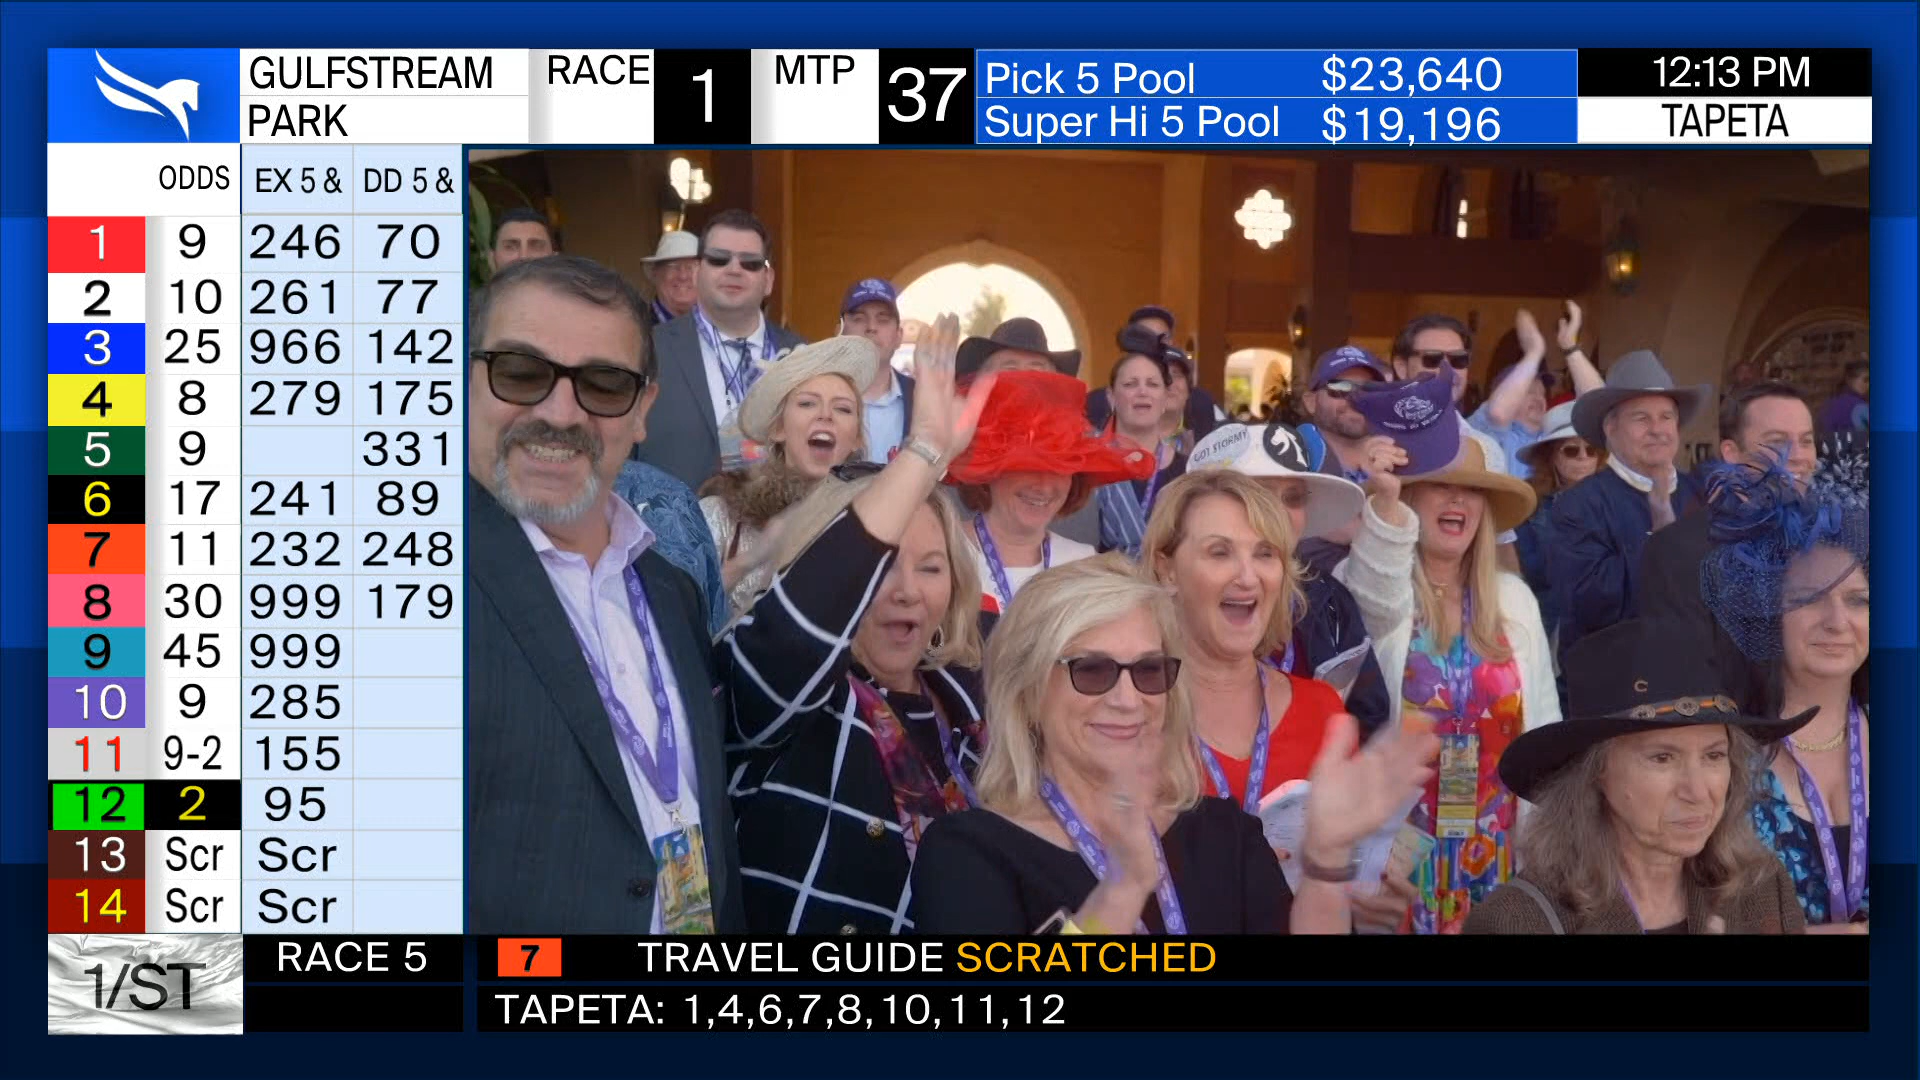 GULFSTREAM PARK
RACE 1
MTP 37
Pick 5 Pool $23,640
Super Hi 5 Pool $19,196
12:13 PM
TAPETA
ODDS EX 5 & DD 5 &
1 9 246 70
2 10 261 77
3 25 966 142
4 8 279 175
5 9 331
6 17 241 89
7 11 232 248
8 30 999 179
9 45 999
10 9 285
11 9-2 155
12 2 95
13 Scr Scr
14 Scr Scr
GOT STORMY
1/ST
RACE 5
7 TRAVEL GUIDE SCRATCHED
TAPETA: 1,4,6,7,8,10,11,12